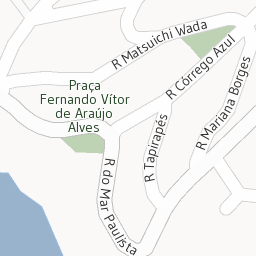 R Matsuichi Wada
Praça
Fernando Vítor
de Araújo
Alves
R Córrego Azul
R Mariana Borges
R Tapirapés
R do Mar Paulista